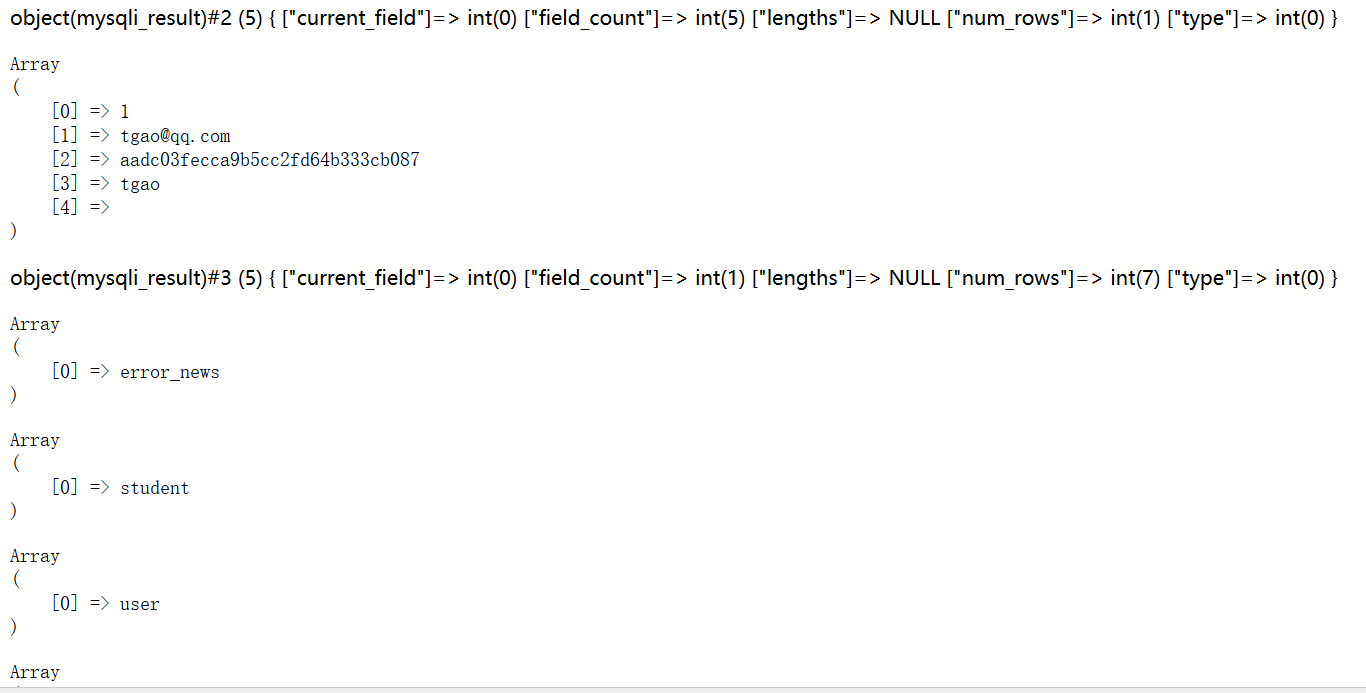 object(mysqli_result)#2 (5) { ["current_field"]=> int(0) ["field_count"]=> int(5) ["lengths"]=> NULL ["num_rows"]=> int(1) ["type"]=> int(0) }
Array
(
    [0] => 1
    [1] => tgao@qq.com
    [2] => aadc03fecca9b5cc2fd64b333cb087
    [3] => tgao
    [4] =>
)
object(mysqli_result)#3 (5) { ["current_field"]=> int(0) ["field_count"]=> int(1) ["lengths"]=> NULL ["num_rows"]=> int(7) ["type"]=> int(0) }
Array
(
    [0] => error_news
)
Array
(
    [0] => student
)
Array
(
    [0] => user
)
Array